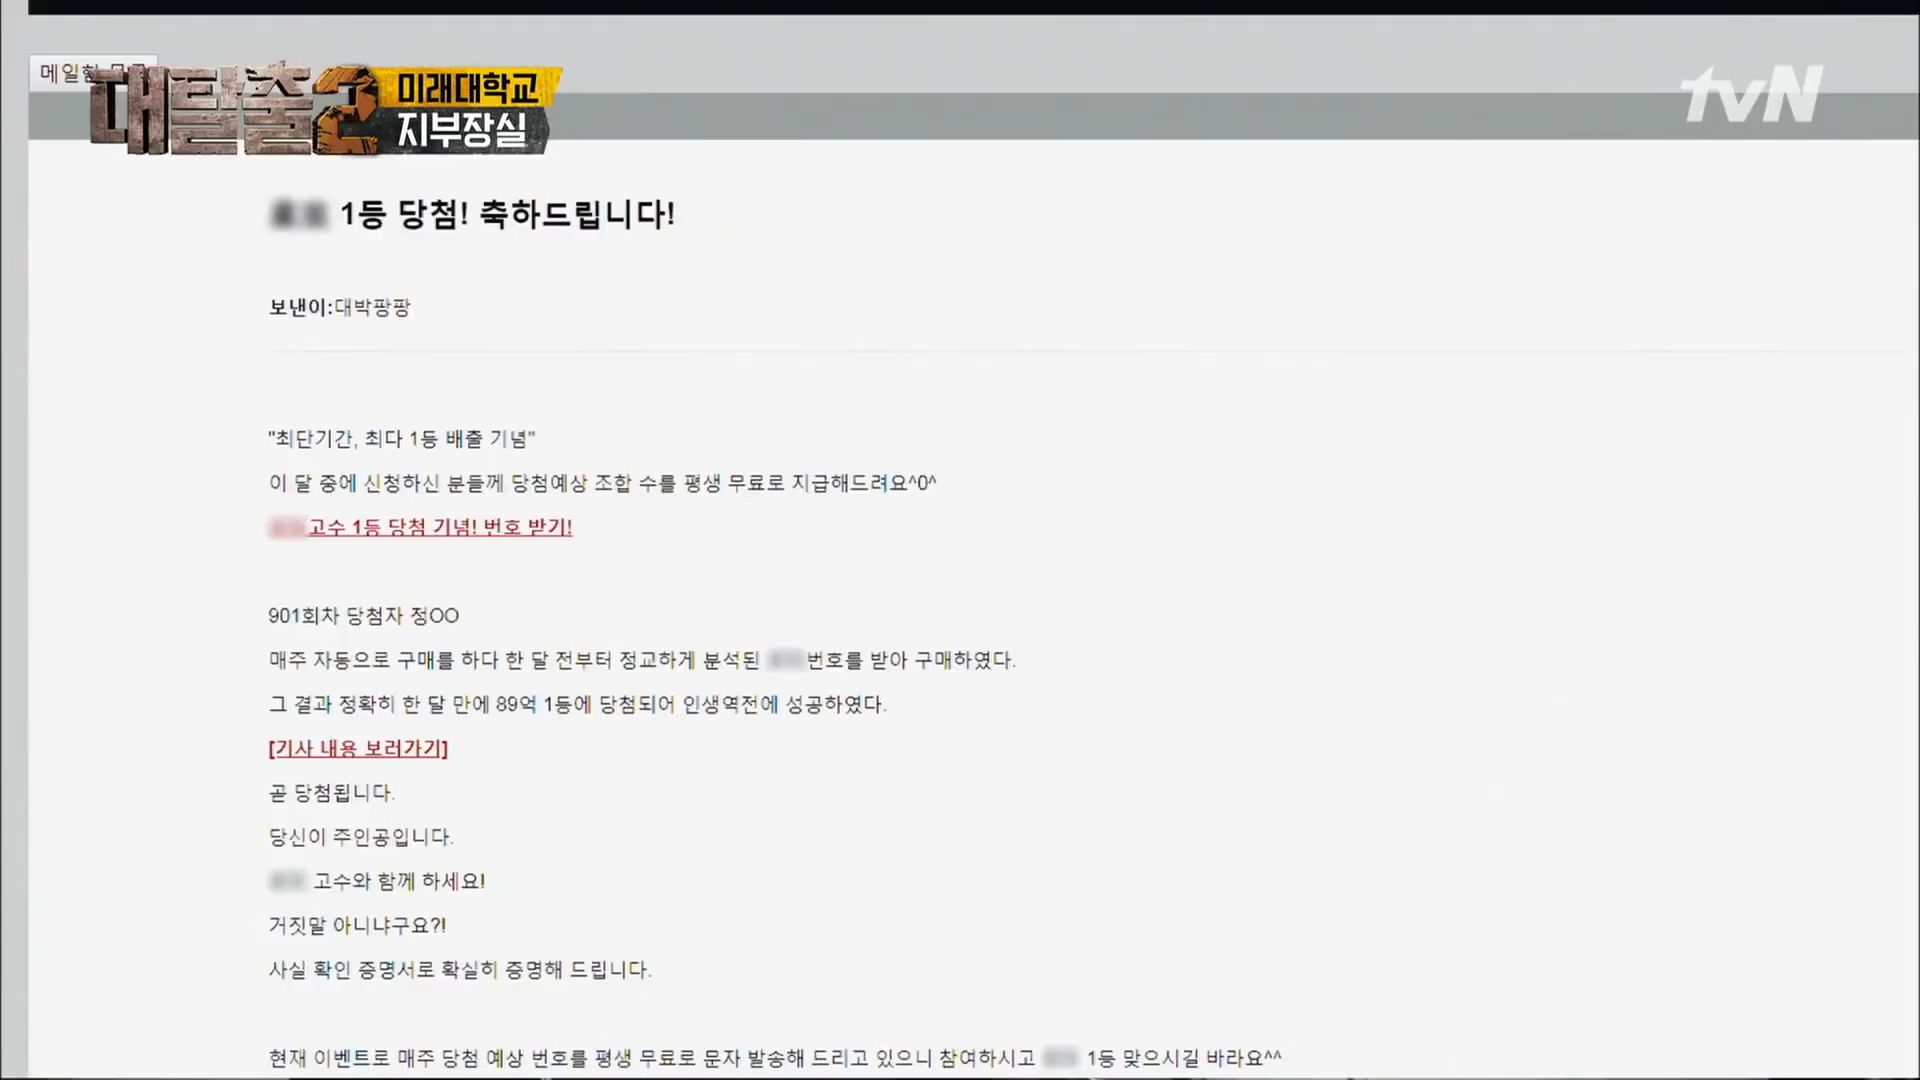 메일함
대탈출2
미래대학교
지부장실
tvN
1등 당첨! 축하드립니다!
보낸이:대박팡팡
"최단기간, 최다 1등 배출 기념"
이 달 중에 신청하신 분들께 당첨예상 조합 수를 평생 무료로 지급해드려요^0^
고수 1등 당첨 기념! 번호 받기!
901회차 당첨자 정OO
매주 자동으로 구매를 하다 한 달 전부터 정교하게 분석된 번호를 받아 구매하였다.
그 결과 정확히 한 달 만에 89억 1등에 당첨되어 인생역전에 성공하였다.
[기사 내용 보러가기]
곧 당첨됩니다.
당신이 주인공입니다.
고수와 함께 하세요!
거짓말 아니냐구요?!
사실 확인 증명서로 확실히 증명해 드립니다.
현재 이벤트로 매주 당첨 예상 번호를 평생 무료로 문자 발송해 드리고 있으니 참여하시고 1등 맞으시길 바라요^^